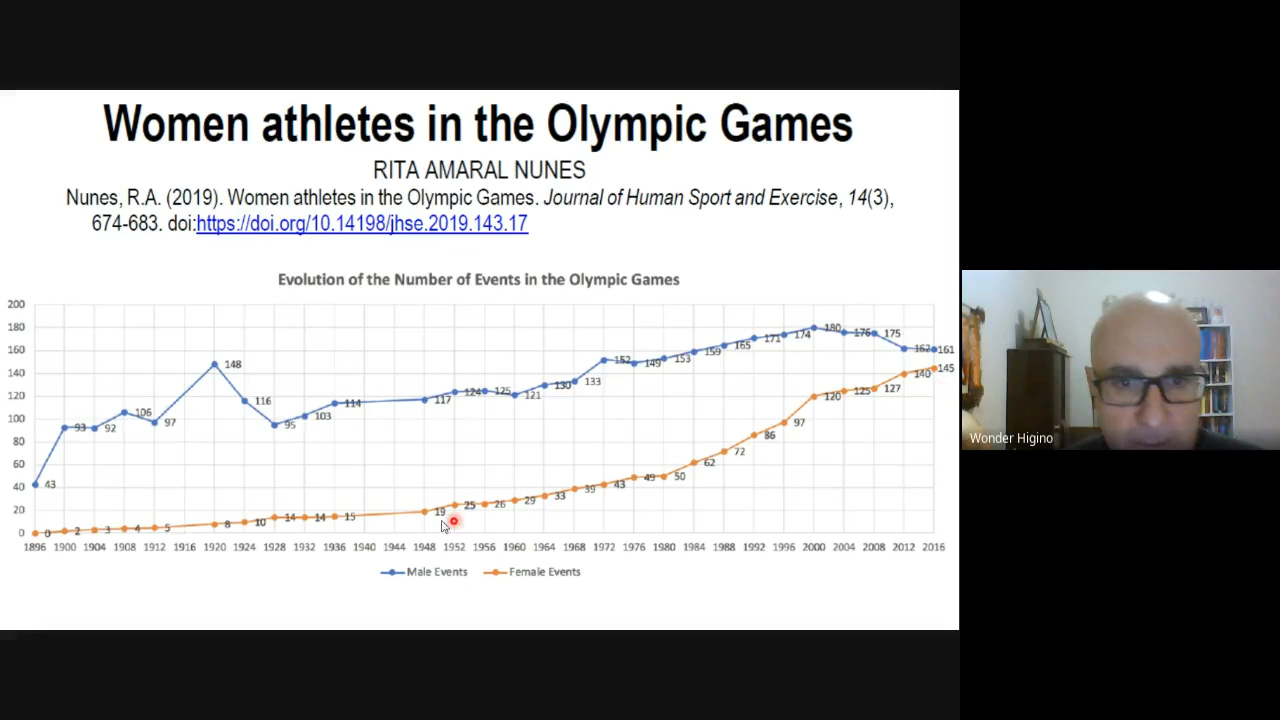 Women athletes in the Olympic Games
RITA AMARAL NUNES
Nunes, R.A. (2019). Women athletes in the Olympic Games. Journal of Human Sport and Exercise, 14(3),
674-683. doi:https://doi.org/10.14198/jhse.2019.143.17
Evolution of the Number of Events in the Olympic Games
200
180
160
140
120
100
80
60
40
20
0
43 93 92 106 97 148 116 95 103 114 117 124 125 121 130 133 152 149 153 159 165 171 174 180 176 175 162 161
0 2 3 4 5 8 10 14 14 15 19 25 26 29 33 39 43 49 50 62 72 86 97 120 125 127 140 145
1896 1900 1904 1908 1912 1916 1920 1924 1928 1932 1936 1940 1944 1948 1952 1956 1960 1964 1968 1972 1976 1980 1984 1988 1992 1996 2000 2004 2008 2012 2016
Male Events Female Events
Wonder Higino